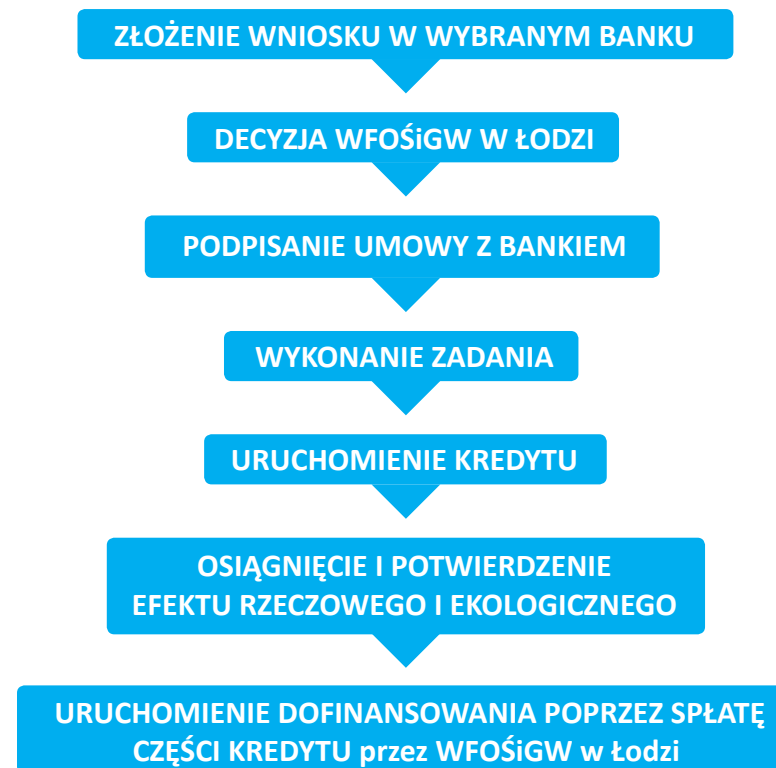 ZŁOŻENIE WNIOSKU W WYBRANYM BANKU
DECYZJA WFOŚiGW W ŁODZI
PODPISANIE UMOWY Z BANKIEM
WYKONANIE ZADANIA
URUCHOMIENIE KREDYTU
OSIĄGNIĘCIE I POTWIERDZENIE
EFEKTU RZECZOWEGO I EKOLOGICZNEGO
URUCHOMIENIE DOFINANSOWANIA POPRZEZ SPŁATĘ
CZĘŚCI KREDYTU przez WFOŚiGW w Łodzi